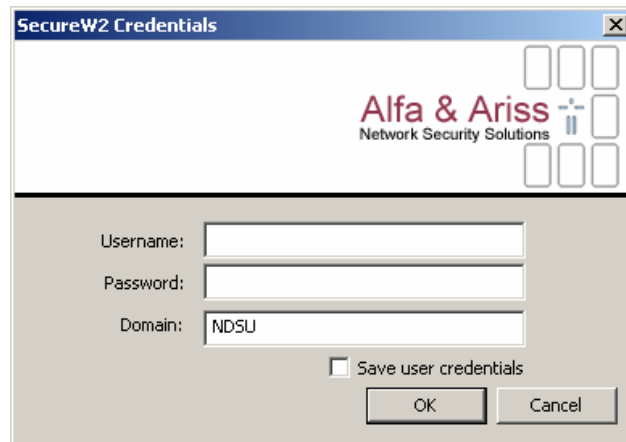 SecureW2 Credentials
Alfa & Ariss
Network Security Solutions
Username:
Password:
Domain: NDSU
Save user credentials
OK Cancel